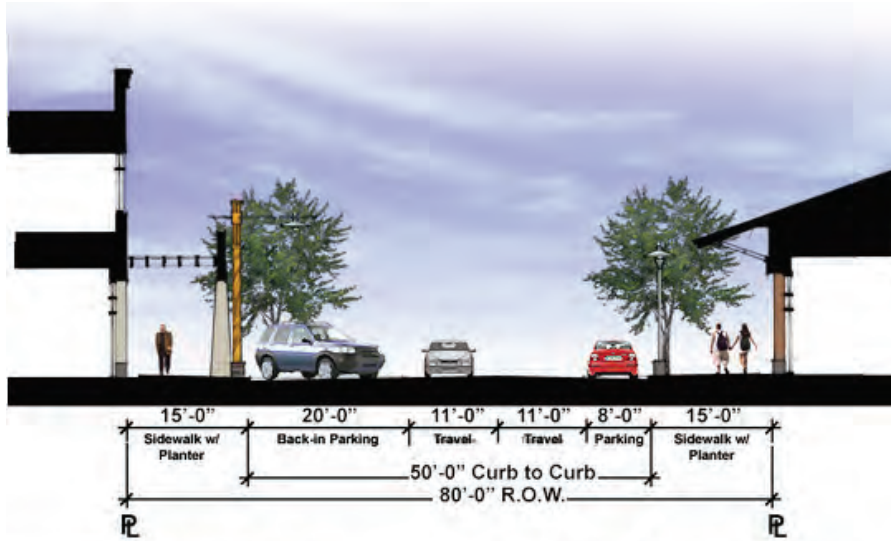 15'-0" 20'-0" 11'-0" 11'-0" 8'-0" 15'-0"
Sidewalk w/ Back-in Parking Travel Travel Parking Sidewalk w/
Planter Planter
50'-0" Curb to Curb
80'-0" R.O.W.
PL PL